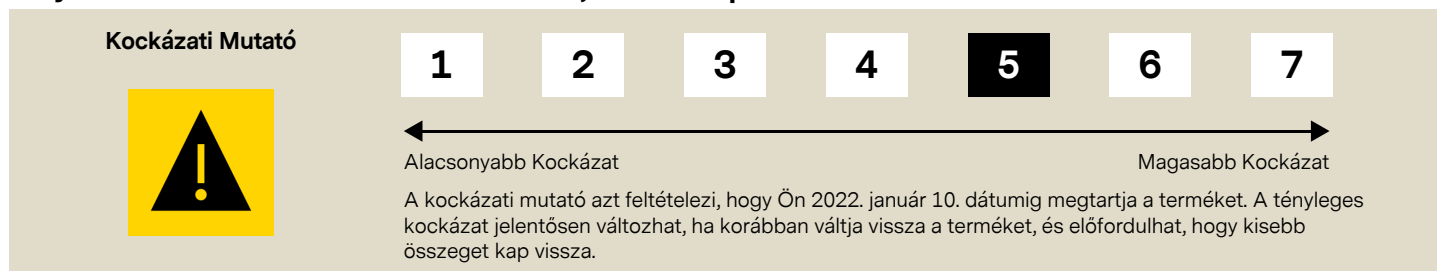 Kockázati Mutató
1 2 3 4 5 6 7
Alacsonyabb Kockázat Magasabb Kockázat
A kockázati mutató azt feltételezi, hogy Ön 2022. január 10. dátumig megtartja a terméket. A tényleges
kockázat jelentősen változhat, ha korábban váltja vissza a terméket, és előfordulhat, hogy kisebb
összeget kap vissza.